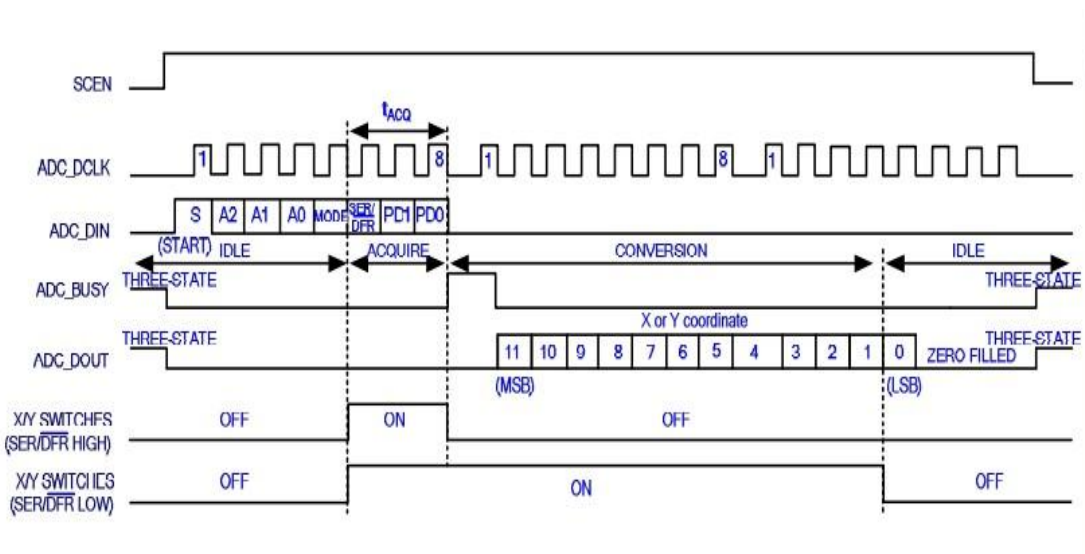 SCEN
tACQ
ADC_DCLK
1 8 1 8 1
ADC_DIN
S A2 A1 A0 MODE SER/DFR PD1 PD0
(START) IDLE ACQUIRE CONVERSION IDLE
ADC_BUSY THREE-STATE THREE-STATE
X or Y coordinate
ADC_DOUT THREE-STATE THREE-STATE
11 10 9 8 7 6 5 4 3 2 1 0 ZERO FILLED
(MSB) (LSB)
X/Y SWITCHES OFF ON OFF
(SER/DFR HIGH)
X/Y SWITCHES OFF ON OFF
(SER/DFR LOW)